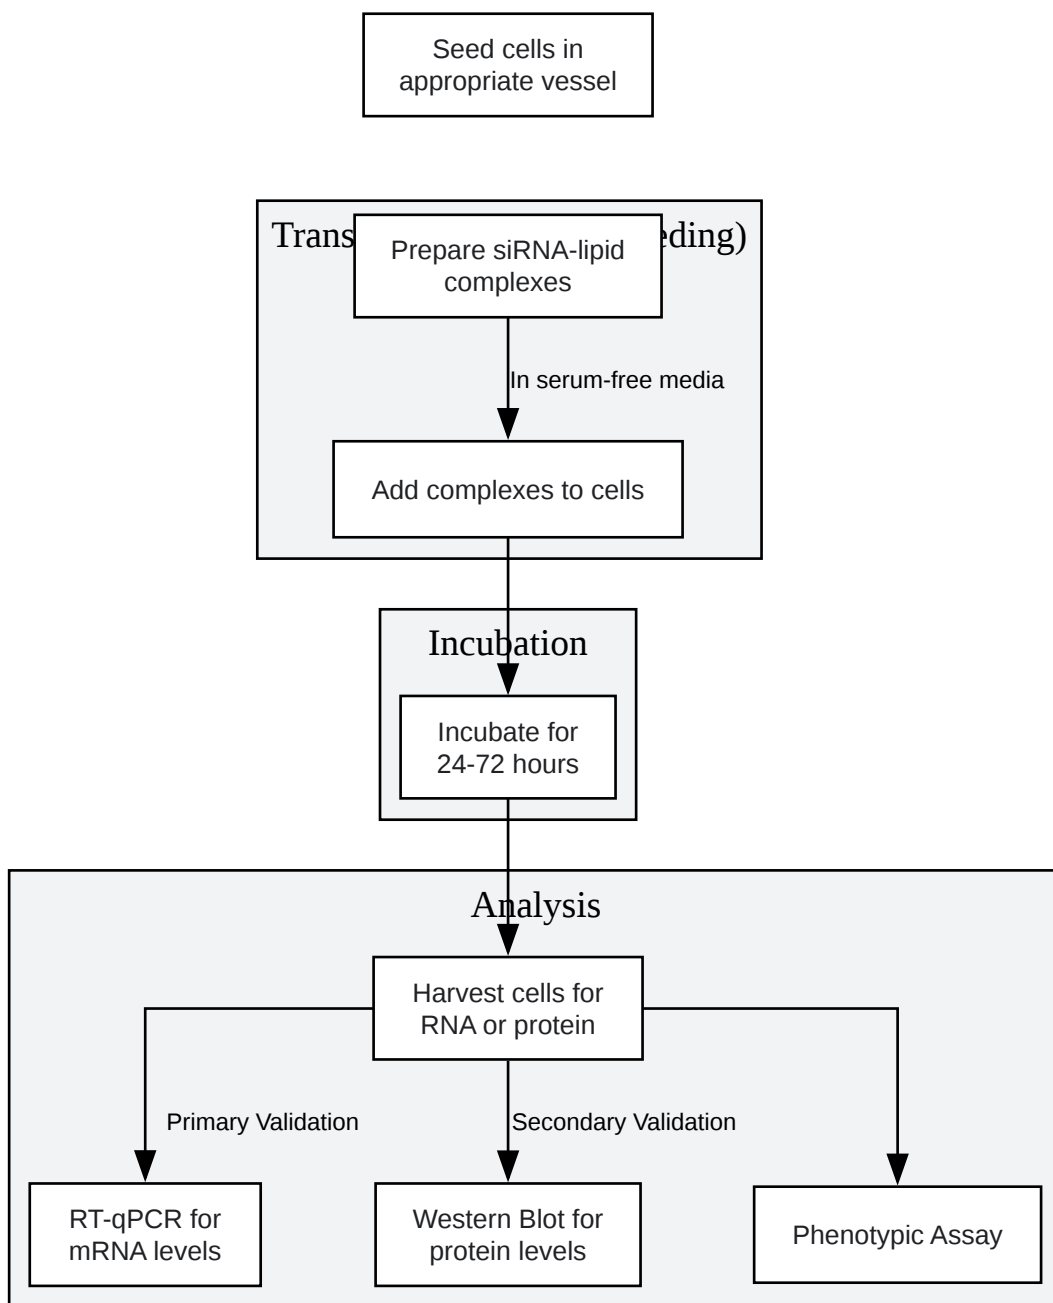 Seed cells in
appropriate vessel
Prepare siRNA-lipid
complexes
In serum-free media
Add complexes to cells
Incubation
Incubate for
24-72 hours
Analysis
Harvest cells for
RNA or protein
Primary Validation
Secondary Validation
RT-qPCR for
mRNA levels
Western Blot for
protein levels
Phenotypic Assay